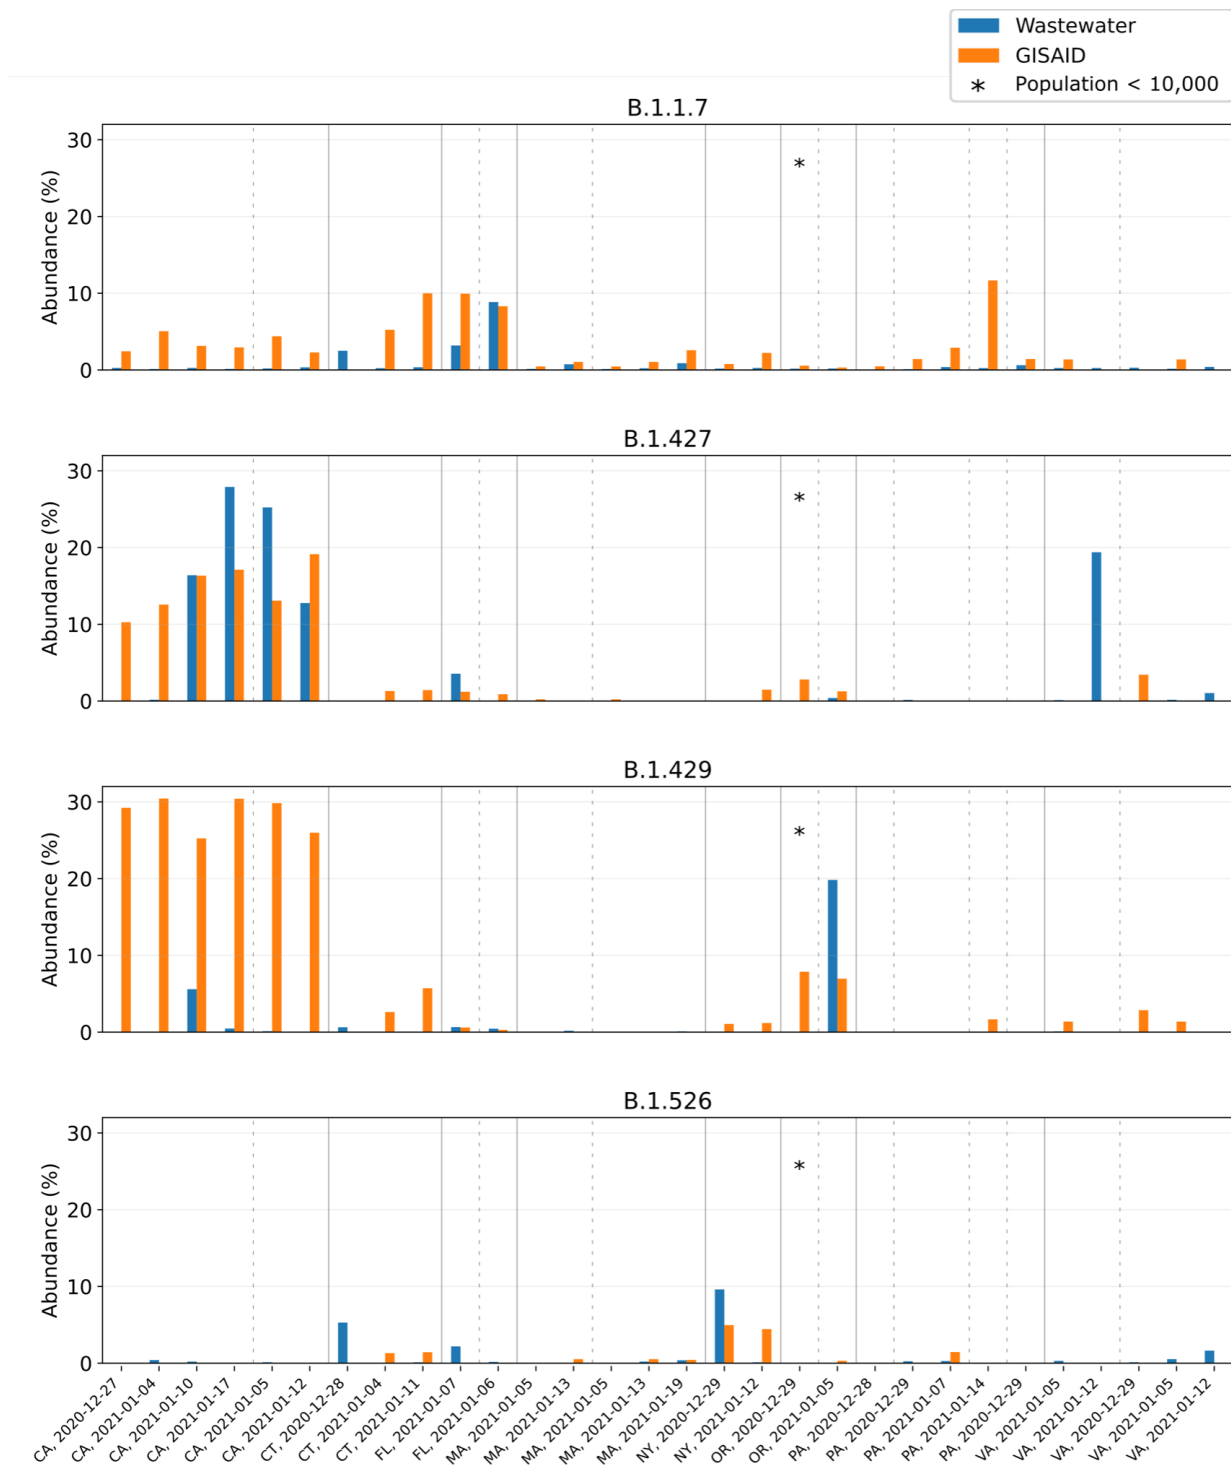 Wastewater
GISAID
* Population < 10,000
B.1.1.7
Abundance (%)
30
20
10
0
*
B.1.427
Abundance (%)
30
20
10
0
*
B.1.429
Abundance (%)
30
20
10
0
*
B.1.526
Abundance (%)
30
20
10
0
*
CA, 2020-12-27
CA, 2021-01-04
CA, 2021-01-10
CA, 2021-01-17
CA, 2021-01-05
CA, 2021-01-12
CT, 2020-12-28
CT, 2021-01-04
CT, 2021-01-11
FL, 2021-01-07
FL, 2021-01-06
MA, 2021-01-05
MA, 2021-01-13
MA, 2021-01-05
MA, 2021-01-13
MA, 2021-01-19
NY, 2020-12-29
NY, 2021-01-12
OR, 2020-12-29
OR, 2021-01-05
PA, 2020-12-28
PA, 2020-12-29
PA, 2021-01-07
PA, 2021-01-14
PA, 2020-12-29
VA, 2021-01-05
VA, 2021-01-12
VA, 2020-12-29
VA, 2021-01-05
VA, 2021-01-12